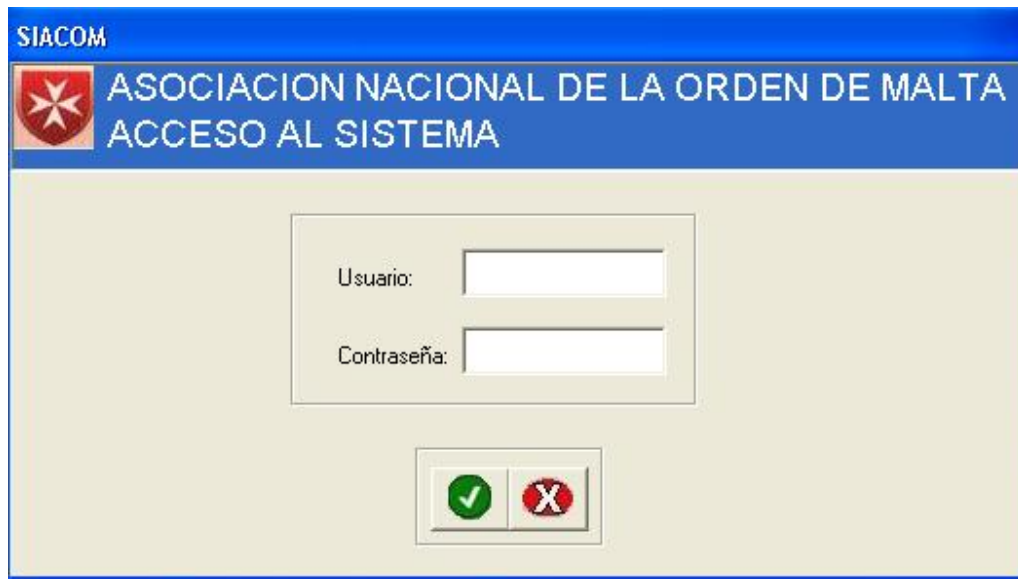 SIACOM
ASOCIACION NACIONAL DE LA ORDEN DE MALTA
ACCESO AL SISTEMA
Usuario:
Contraseña: